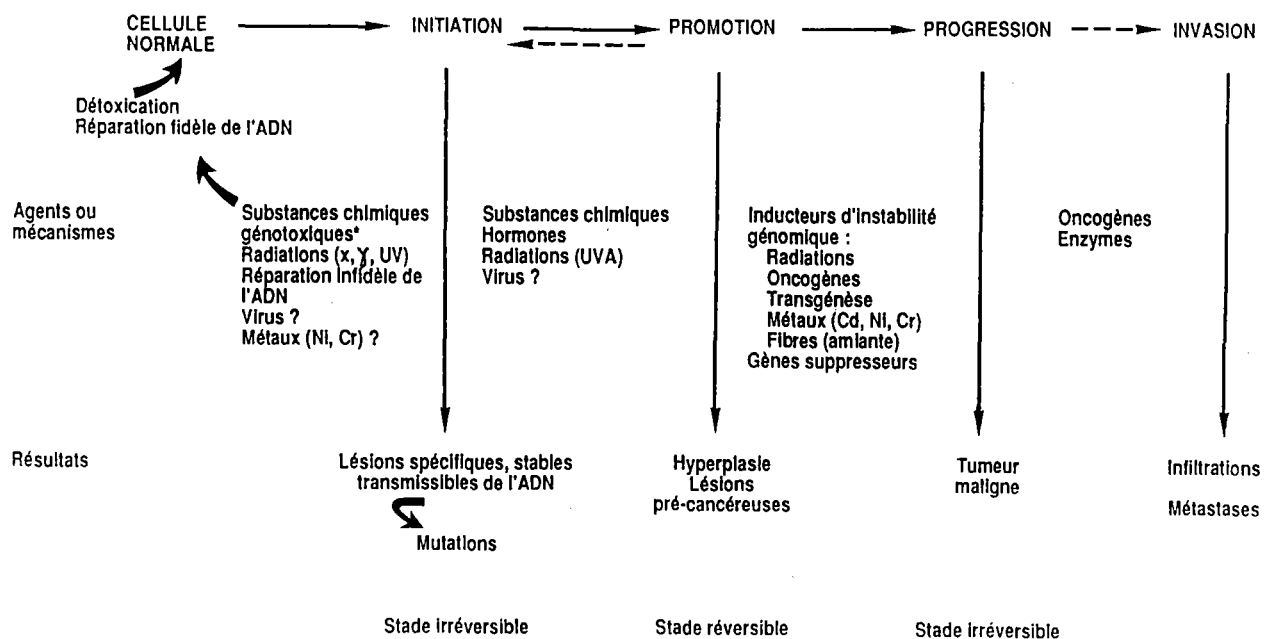 CELLULE
NORMALE
INITIATION
PROMOTION
PROGRESSION
INVASION
Détoxication
Réparation fidèle de l'ADN
Agents ou
mécanismes
Substances chimiques
génotoxiques*
Radiations (x, γ, UV)
Réparation infidèle de
l'ADN
Virus ?
Métaux (Ni, Cr) ?
Substances chimiques
Hormones
Radiations (UVA)
Virus ?
Inducteurs d'instabilité
génomique :
Radiations
Oncogènes
Transgénèse
Métaux (Cd, Ni, Cr)
Fibres (amiante)
Gènes suppresseurs
Oncogènes
Enzymes
Résultats
Lésions spécifiques, stables
transmissibles de l'ADN
Mutations
Hyperplasie
Lésions
pré-cancéreuses
Tumeur
maligne
Infiltrations
Métastases
Stade irréversible
Stade réversible
Stade irréversible